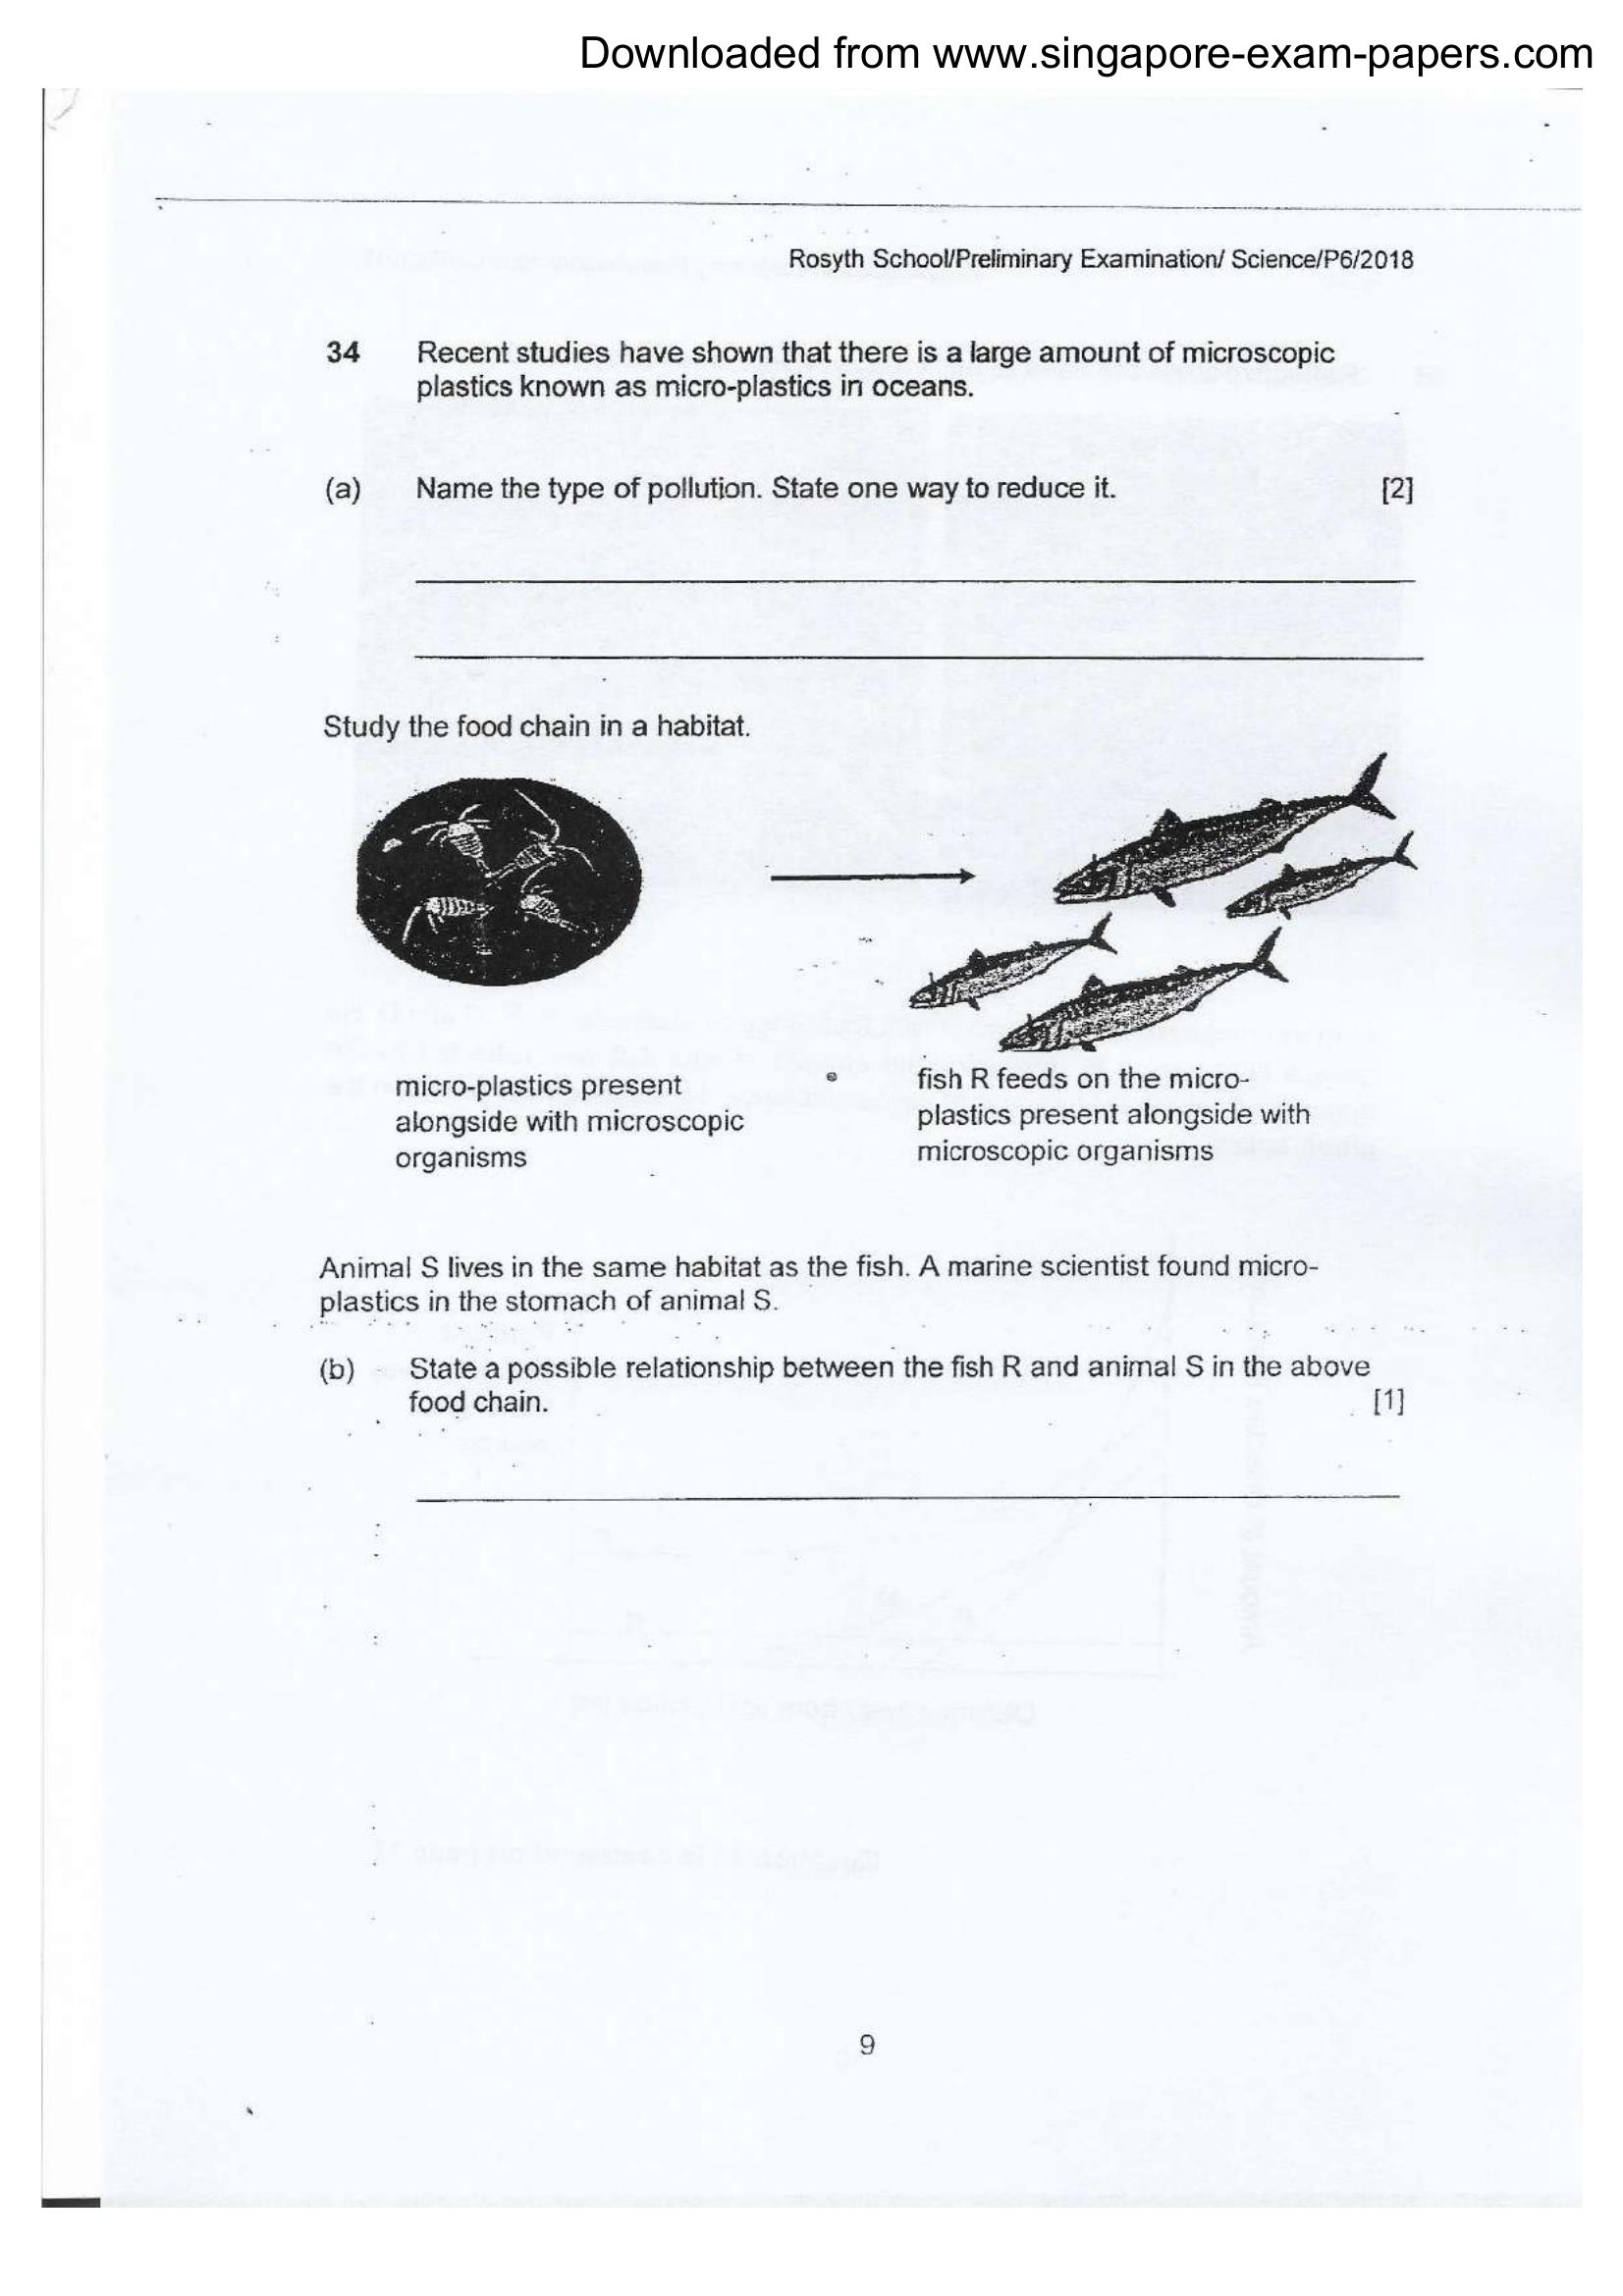 Downloaded from www.singapore-exam-papers.com
Rosyth School/Preliminary Examination/ Science/P6/2018
34 Recent studies have shown that there is a large amount of microscopic
plastics known as micro-plastics in oceans.
(a) Name the type of pollution. State one way to reduce it. [2]
Study the food chain in a habitat.
micro-plastics present
alongside with microscopic
organisms
fish R feeds on the micro-
plastics present alongside with
microscopic organisms
Animal S lives in the same habitat as the fish. A marine scientist found micro-
plastics in the stomach of animal S.
(b) State a possible relationship between the fish R and animal S in the above
food chain. [1]
9